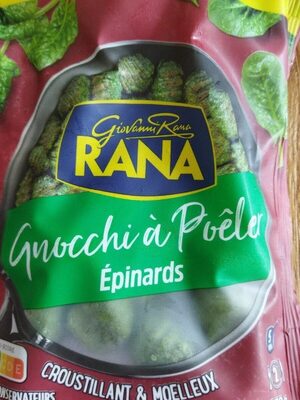 Giovanni Rana
RANA
Gnocchi à Poêler
Épinards
CROUSTILLANT & MOELLEUX